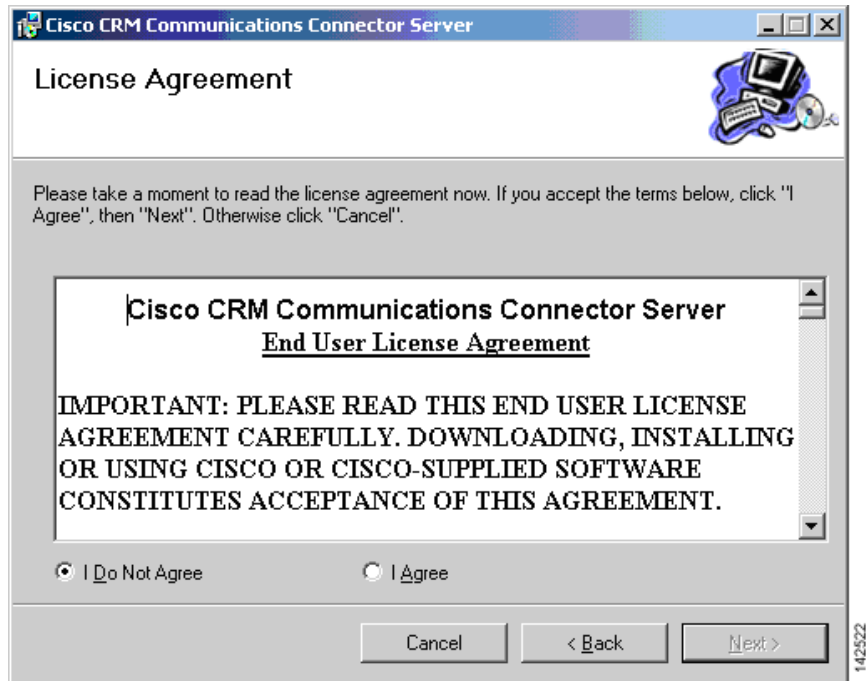 Cisco CRM Communications Connector Server
License Agreement
Please take a moment to read the license agreement now. If you accept the terms below, click "I
Agree", then "Next". Otherwise click "Cancel".
Cisco CRM Communications Connector Server
End User License Agreement
IMPORTANT: PLEASE READ THIS END USER LICENSE
AGREEMENT CAREFULLY. DOWNLOADING, INSTALLING
OR USING CISCO OR CISCO-SUPPLIED SOFTWARE
CONSTITUTES ACCEPTANCE OF THIS AGREEMENT.
I Do Not Agree
I Agree
Cancel
< Back
Next >
142522